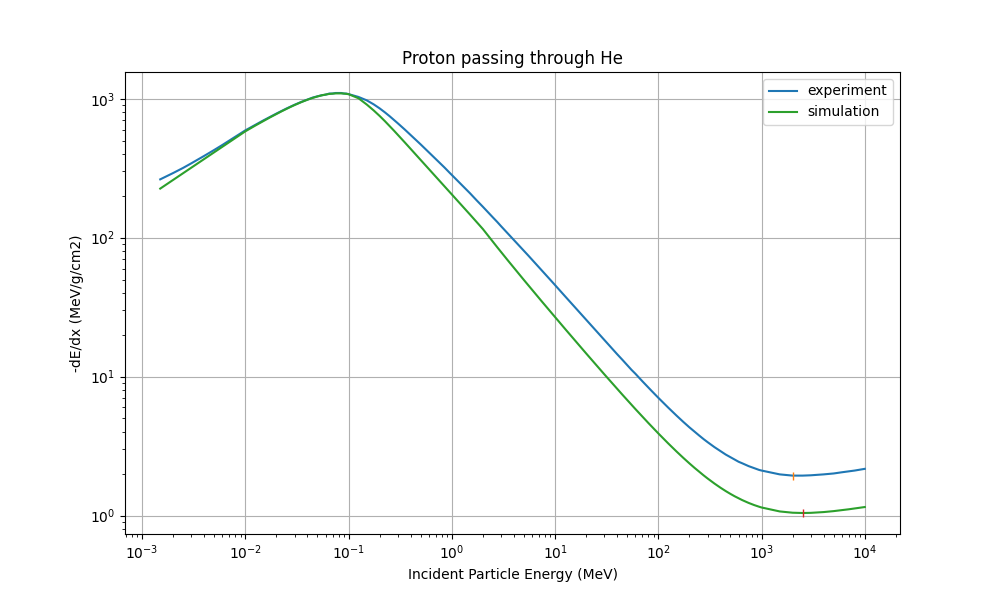 Proton passing through He
experiment
simulation
-dE/dx (MeV/g/cm2)
10³
10²
10¹
10⁰
10⁻³ 10⁻² 10⁻¹ 10⁰ 10¹ 10² 10³ 10⁴
Incident Particle Energy (MeV)